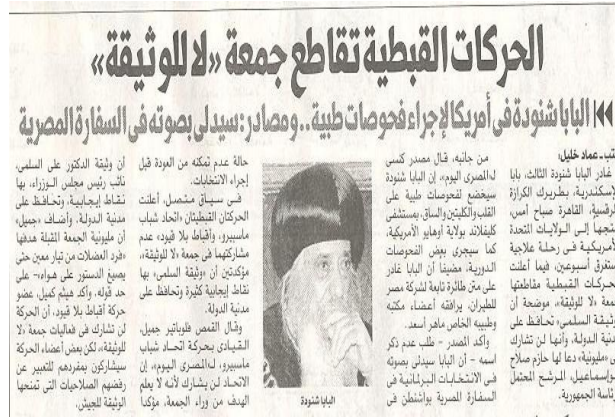 الحركات القبطية تقاطع جمعة «لا للوثيقة»
البابا شنودة فى أمريكا لإجراء فحوصات طبية.. ومصادر: سيدلى بصوته فى السفارة المصرية
كتب ـ عماد خليل:
غادر البابا شنودة الثالث، بابا
الإسكندرية، بطريرك الكرازة
المرقسية، القاهرة صباح أمس،
متجها إلى الولايات المتحدة
الأمريكية فى رحلة علاجية
تستغرق أسبوعين، فيما أعلنت
الحركات القبطية مقاطعتها
جمعة «لا للوثيقة»، موضحة أن
«وثيقة السلمى» تحافظ على
مدنية الدولة، وأنها لن تشارك
فى «مليونية» دعا لها حازم صلاح
أبوإسماعيل، المرشح المحتمل
لرئاسة الجمهورية.
من جانبه، قال مصدر كنسى
لـ«المصرى اليوم»، إن البابا شنودة
سيخضع لفحوصات طبية على
القلب والكليتين والساق، بمستشفى
كليفلاند بولاية أوهايو الأمريكية،
كما سيجرى بعض الفحوصات
الدورية، مضيفا أن البابا غادر
على متن طائرة تابعة لشركة مصر
للطيران، يرافقه أعضاء مكتبه
وطبيبه الخاص ماهر أسعد.
وأكد المصدر - طلب عدم ذكر
اسمه - أن البابا سيدلى بصوته
فى الانتخابات البرلمانية فى
السفارة المصرية بواشنطن فى
البابا شنودة
حالة عدم تمكنه من العودة قبل
إجراء الانتخابات.
فى سياق متصل، أعلنت
الحركتان القبطيتان «اتحاد شباب
ماسبيرو، وأقباط بلا قيود» عدم
مشاركتهما فى جمعة «لا للوثيقة»،
مؤكدتين أن «وثيقة السلمى» بها
نقاط إيجابية كثيرة وتحافظ على
مدنية الدولة.
وقال القمص فلوباتير جميل،
القيادى بحركة اتحاد شباب
ماسبيرو، لـ«المصرى اليوم»، إن
الاتحاد لن يشارك لأنه لا يعلم
الهدف من وراء الجمعة، مؤكدا
أن وثيقة الدكتور على السلمى،
نائب رئيس مجلس الوزراء، بها
نقاط إيجابية، وتحافظ على
مدنية الدولة. وأضاف «جميل»
أن مليونية الجمعة المقبلة هدفها
«فرد العضلات من تيار معين حتى
يصيغ الدستور على هواه»- على
حد قوله. وأكد هيثم كميل، عضو
حركة أقباط بلا قيود، أن الحركة
لن تشارك فى فعاليات جمعة «لا
للوثيقة»، لكن بعض أعضاء الحركة
سيشاركون بمفردهم للتعبير عن
رفضهم الصلاحيات التى تمنحها
الوثيقة للجيش.